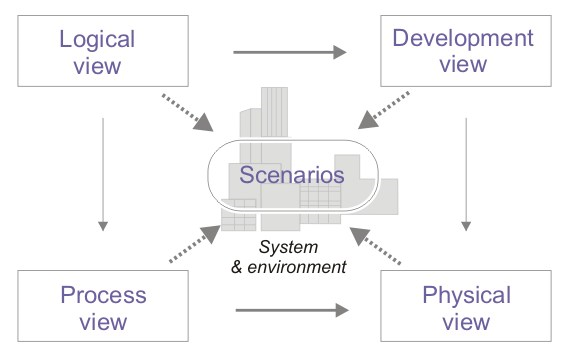 Logical
view
Development
view
Scenarios
System
& environment
Process
view
Physical
view